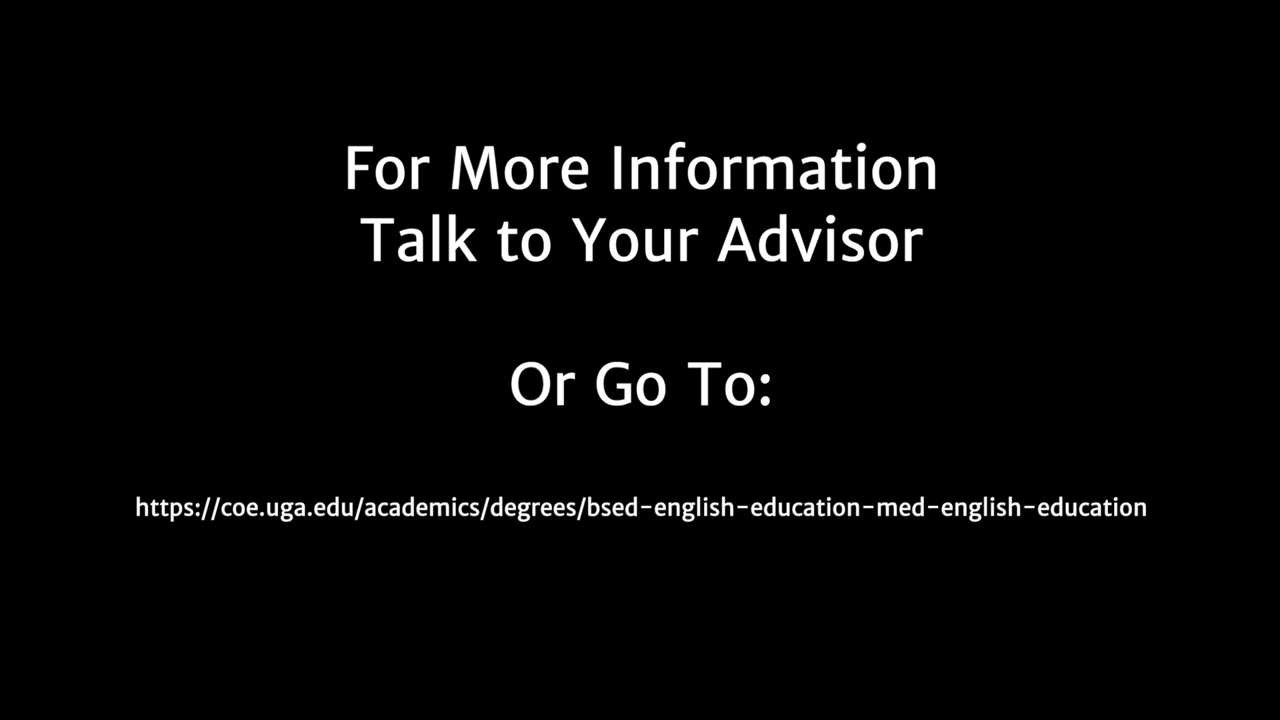 For More Information
Talk to Your Advisor
Or Go To:
https://coe.uga.edu/academics/degrees/bsed-english-education-med-english-education